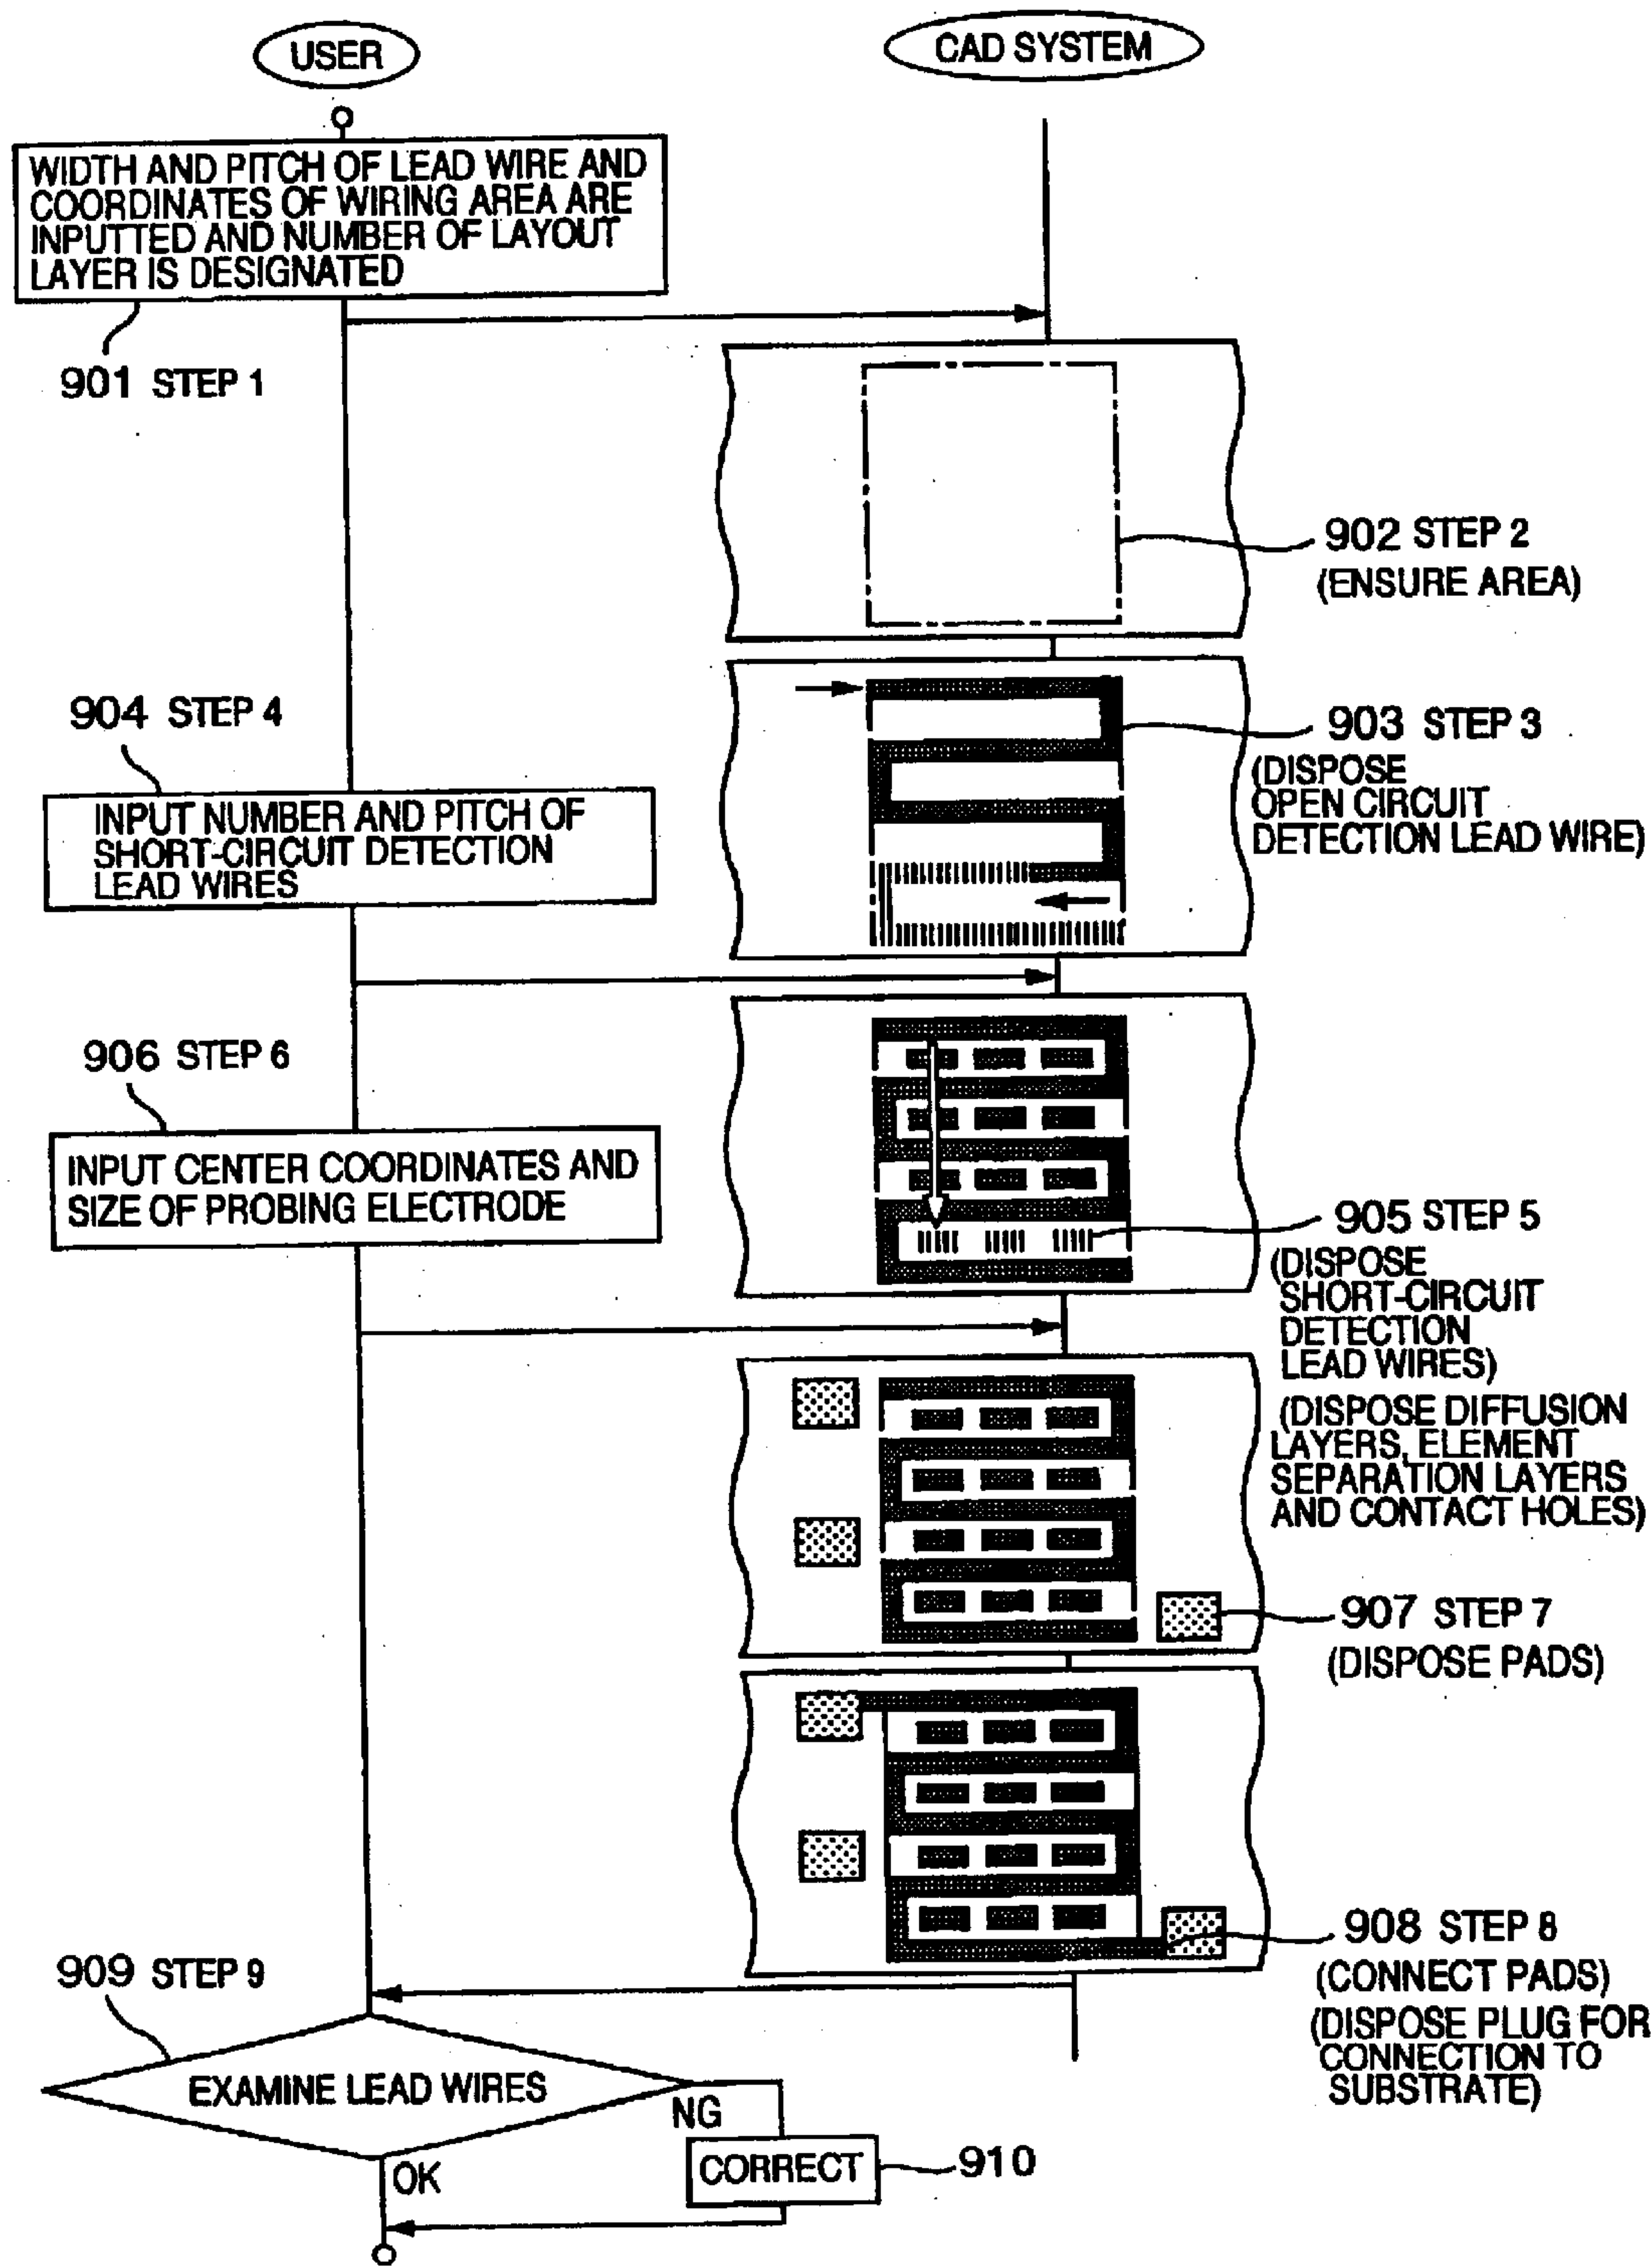 USER
CAD SYSTEM
WIDTH AND PITCH OF LEAD WIRE AND
COORDINATES OF WIRING AREA ARE
INPUTTED AND NUMBER OF LAYOUT
LAYER IS DESIGNATED
901 STEP 1
902 STEP 2
(ENSURE AREA)
903 STEP 3
(DISPOSE
OPEN CIRCUIT
DETECTION LEAD WIRE)
904 STEP 4
INPUT NUMBER AND PITCH OF
SHORT-CIRCUIT DETECTION
LEAD WIRES
906 STEP 6
INPUT CENTER COORDINATES AND
SIZE OF PROBING ELECTRODE
905 STEP 5
(DISPOSE
SHORT-CIRCUIT
DETECTION
LEAD WIRES)
(DISPOSE DIFFUSION
LAYERS, ELEMENT
SEPARATION LAYERS
AND CONTACT HOLES)
907 STEP 7
(DISPOSE PADS)
908 STEP 8
(CONNECT PADS)
(DISPOSE PLUG FOR
CONNECTION TO
SUBSTRATE)
909 STEP 9
EXAMINE LEAD WIRES
NG
CORRECT
910
OK